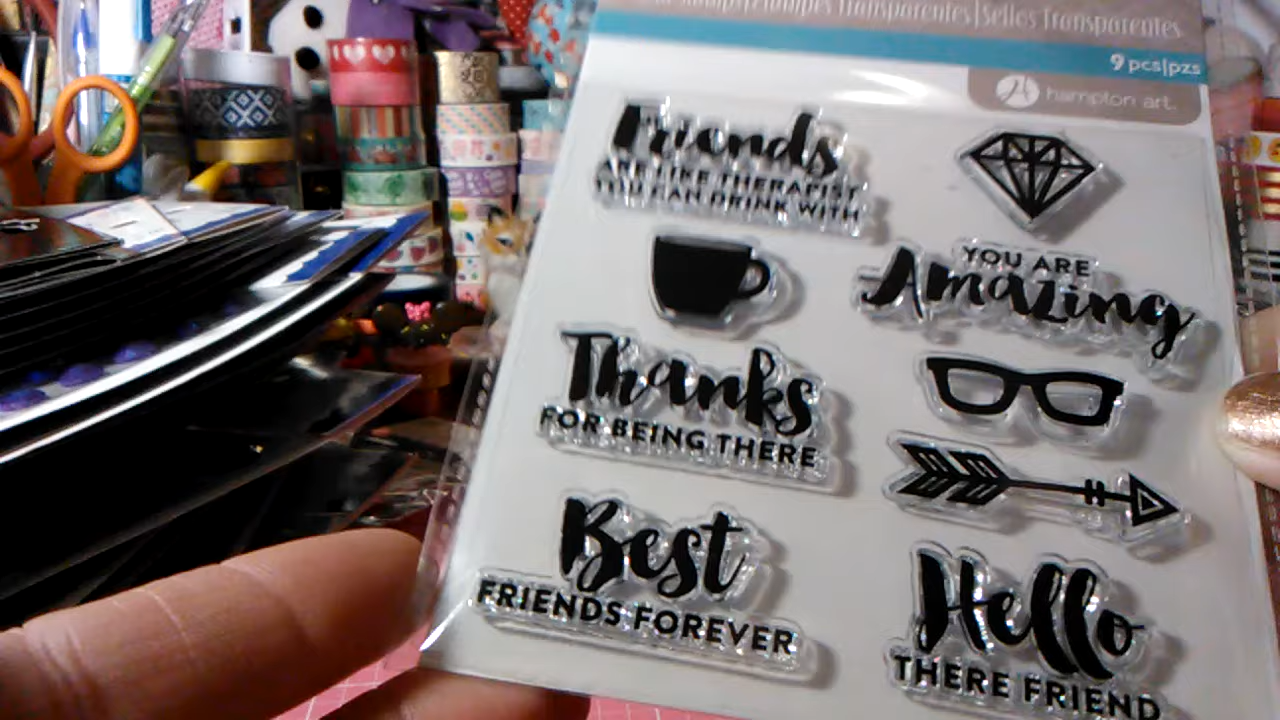 Transparentes|Sellos Transparentes
9 pcs|pzs
hampton art.
Friends
ARE LIKE THERAPIST
YOU CAN DRINK WITH
YOU ARE
Amazing
Thanks
FOR BEING THERE
Best
FRIENDS FOREVER
Hello
THERE FRIEND